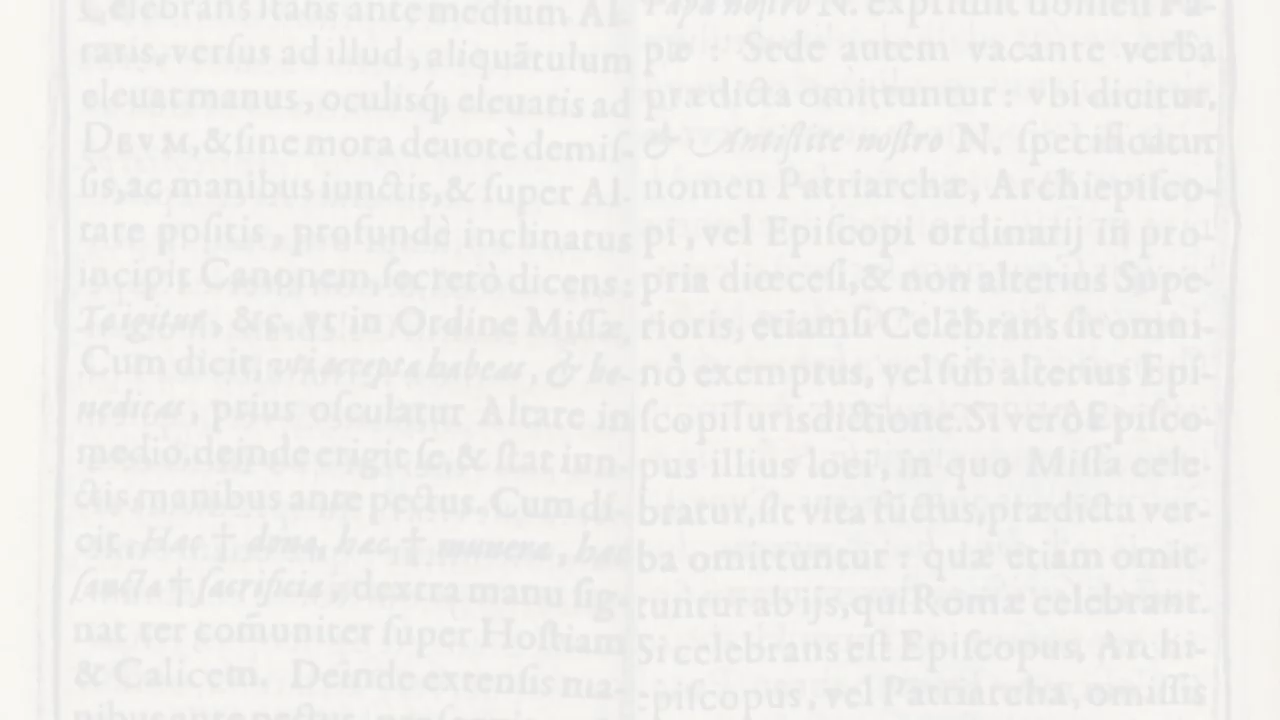 Celebrans stans ante medium Al-
taris, verſus ad illud, aliquãtulum
eleuat manus, oculisq́; eleuatis ad
DEVM, & ſine mora deuotè demiſ-
ſis, ac manibus iunctis, & ſuper Al-
tare poſitis, profundè inclinatus
incipit Canonem, ſecretò dicens:
Te igitur, &c. vt in Ordine Miſſæ,
Cum dicit, vti accepta habeas, & be-
nedicas, prius oſculatur Altare in
medio, deinde erigit ſe, & ſtat iun-
ctis manibus ante pectus. Cum di-
cit, Hæc † dona, hæc † munera, hæc
ſancta † ſacrificia, dextra manu ſig-
nat ter cõmuniter ſuper Hoſtiam
& Calicem. Deinde extenſis ma-
nibus ante pectus,
Papa noſtro N. exprimit nomen Pa-
pæ : Sede autem vacante verba
prædicta omittuntur : vbi dicitur,
& Antiſtite noſtro N. ſpecificatur
nomen Patriarchæ, Archiepiſco-
pi, vel Epiſcopi ordinarij in pro-
pria diœceſi, & non alterius Supe-
rioris, etiamſi Celebrans ſit omni-
nò exemptus, vel ſub alterius Epi-
ſcopi Iurisdictione. Si verò Epiſco-
pus illius loci, in quo Miſſa cele-
bratur, ſit vita fūctus, prædicta ver-
ba omittuntur : quæ etiam omit-
tuntur ab ijs, qui Romæ celebrant.
Si celebrans eſt Epiſcopus, Archi-
epiſcopus, vel Patriarcha, omiſſis